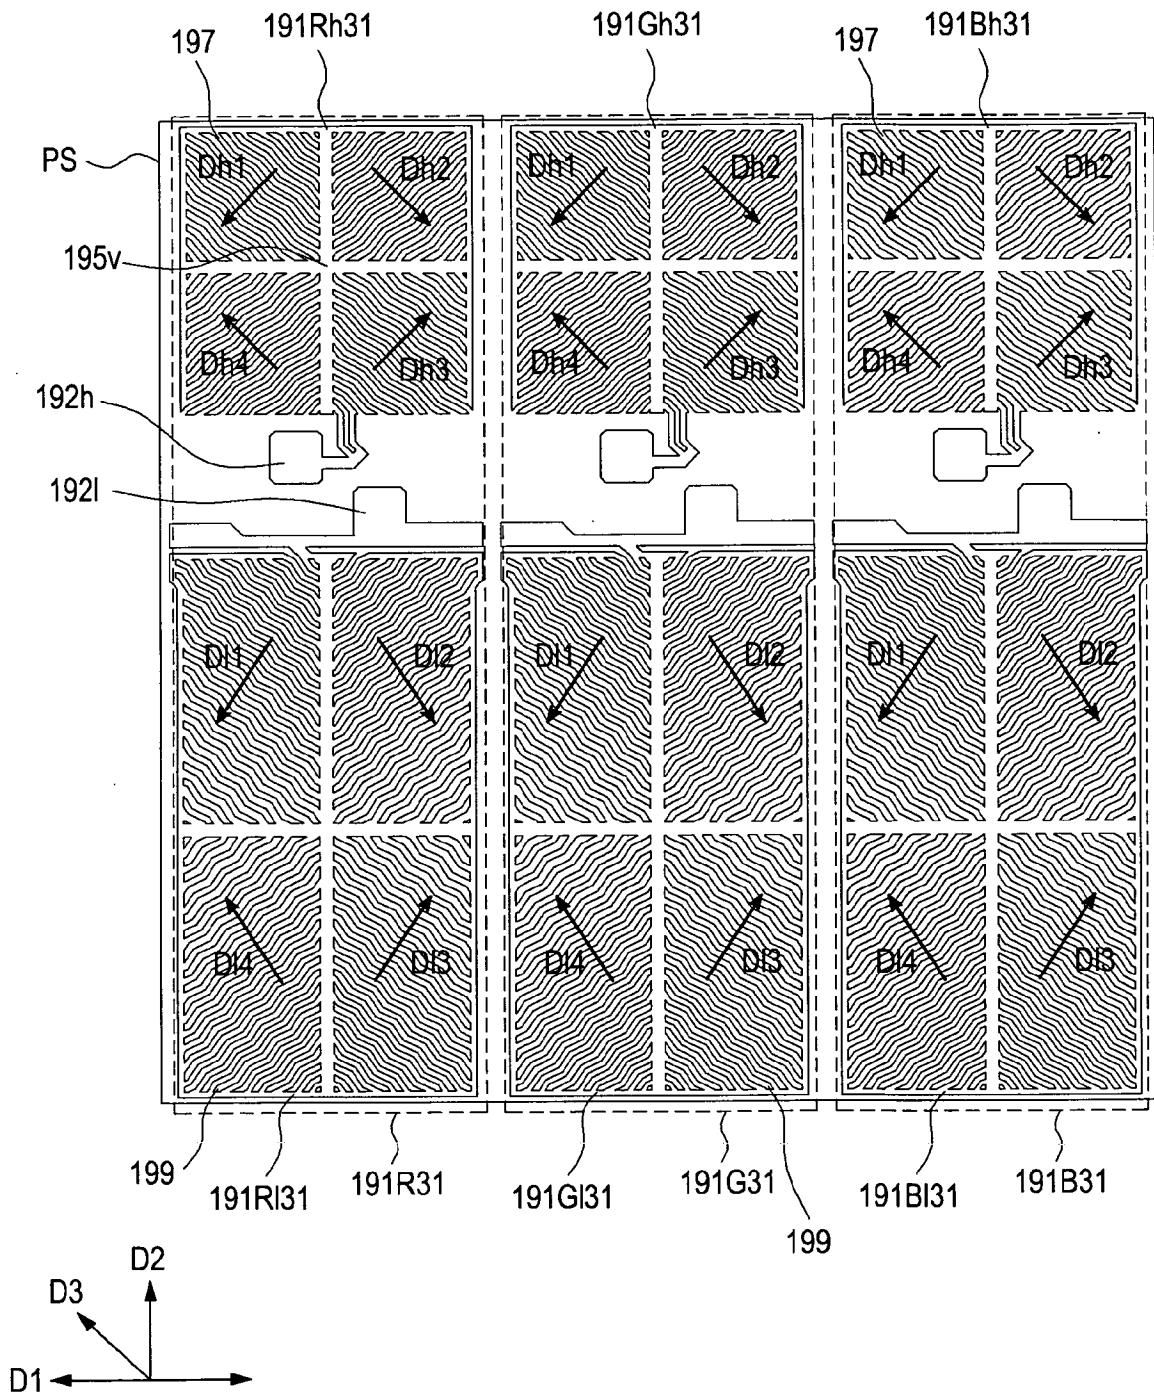 197 191Rh31 191Gh31 197 191Bh31
PS
Dh1 Dh2 Dh1 Dh2 Dh1 Dh2
195v
Dh4 Dh3 Dh4 Dh3 Dh4 Dh3
192h
192l
Dl1 Dl2 Dl1 Dl2 Dl1 Dl2
Dl4 Dl3 Dl4 Dl3 Dl4 Dl3
199 191Rl31 191R31 191Gl31 191G31 191Bl31 191B31
199
D2
D3
D1